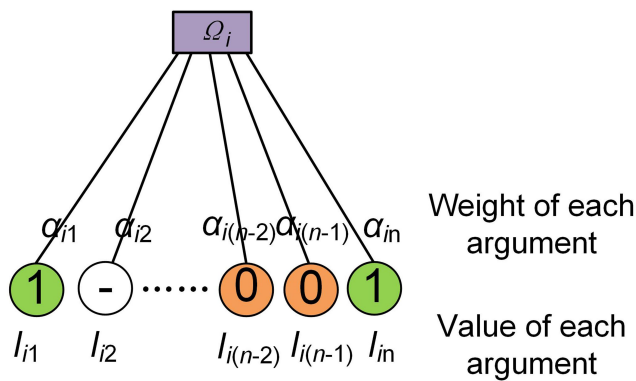 Ωi
αi1 αi2 αi(n-2) αi(n-1) αin
Weight of each
argument
1 - ...... 0 0 1
Ii1 Ii2 Ii(n-2) Ii(n-1) Iin
Value of each
argument